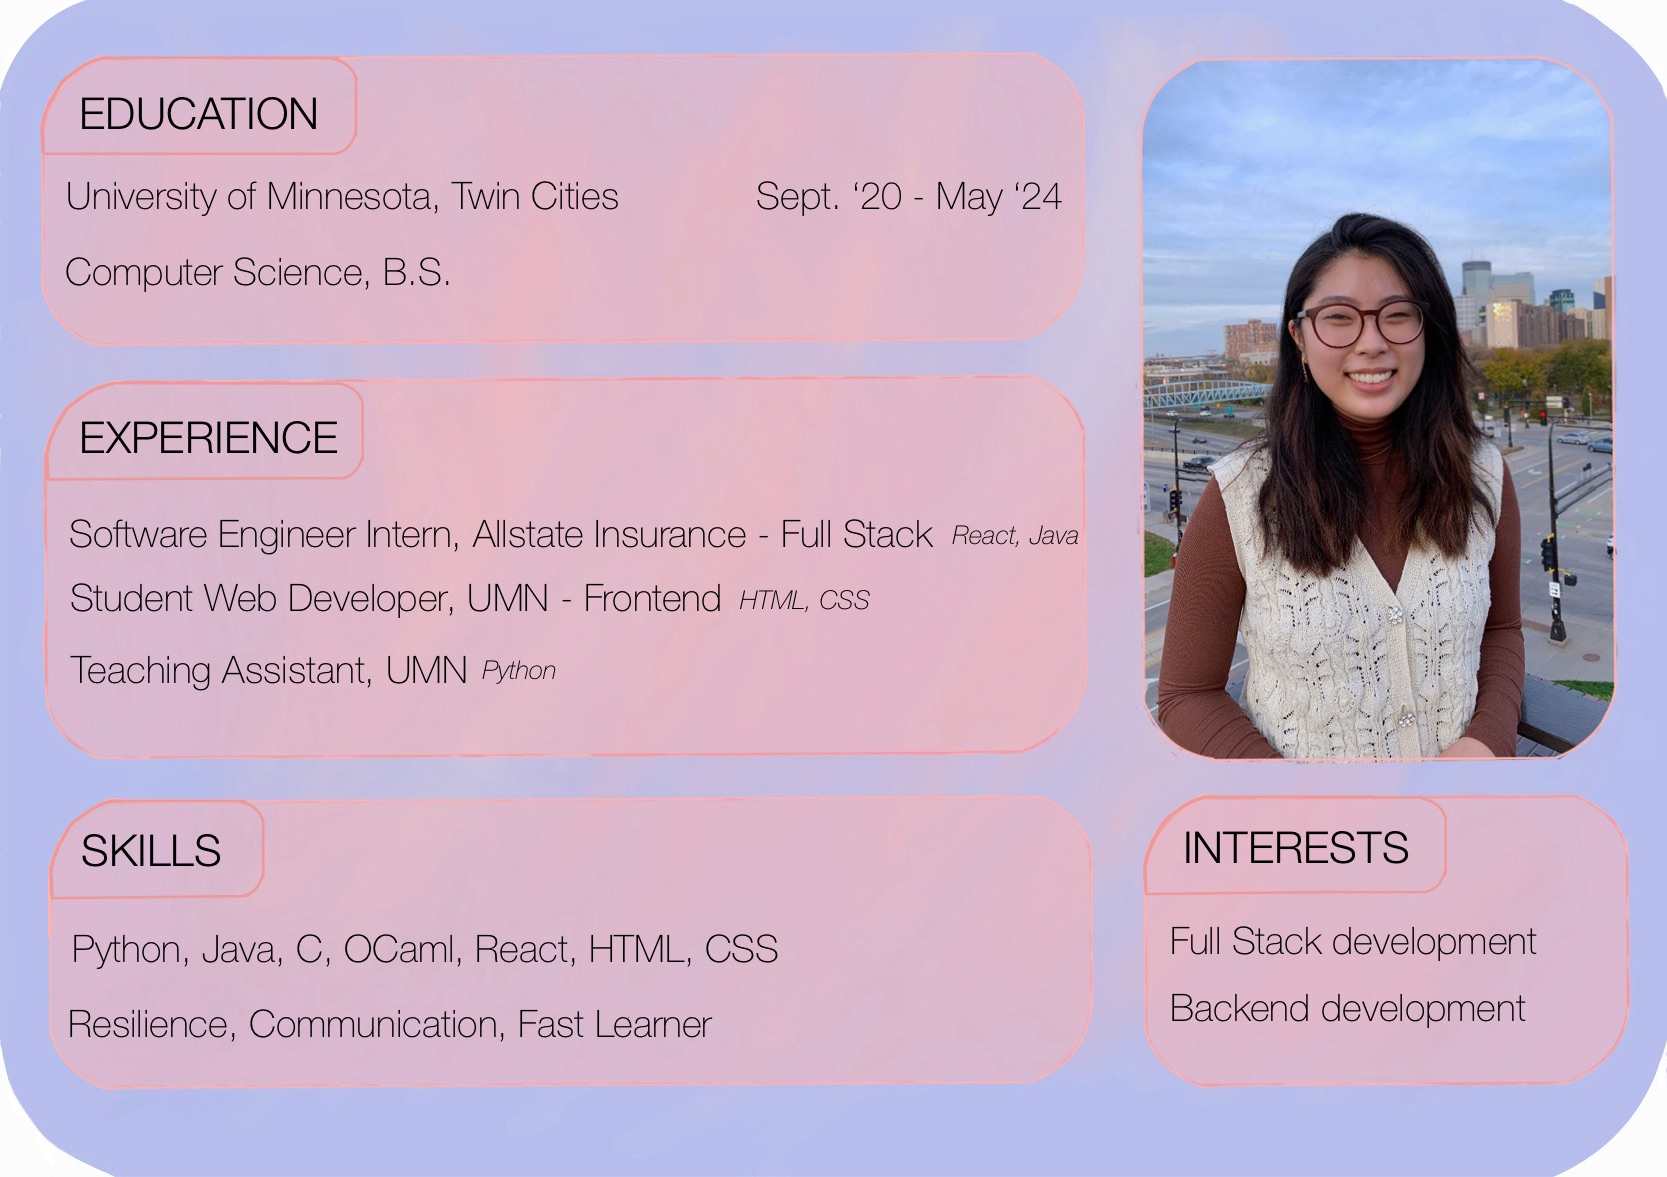 EDUCATION
University of Minnesota, Twin Cities Sept. ‘20 - May ‘24
Computer Science, B.S.
EXPERIENCE
Software Engineer Intern, Allstate Insurance - Full Stack React, Java
Student Web Developer, UMN - Frontend HTML, CSS
Teaching Assistant, UMN Python
SKILLS
Python, Java, C, OCaml, React, HTML, CSS
Resilience, Communication, Fast Learner
INTERESTS
Full Stack development
Backend development